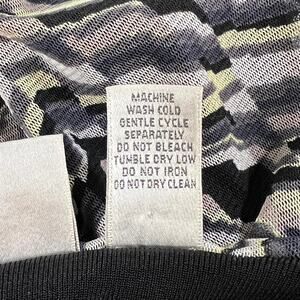 MACHINE
WASH COLD
GENTLE CYCLE
SEPARATELY
DO NOT BLEACH
TUMBLE DRY LOW
DO NOT IRON
DO NOT DRY CLEAN